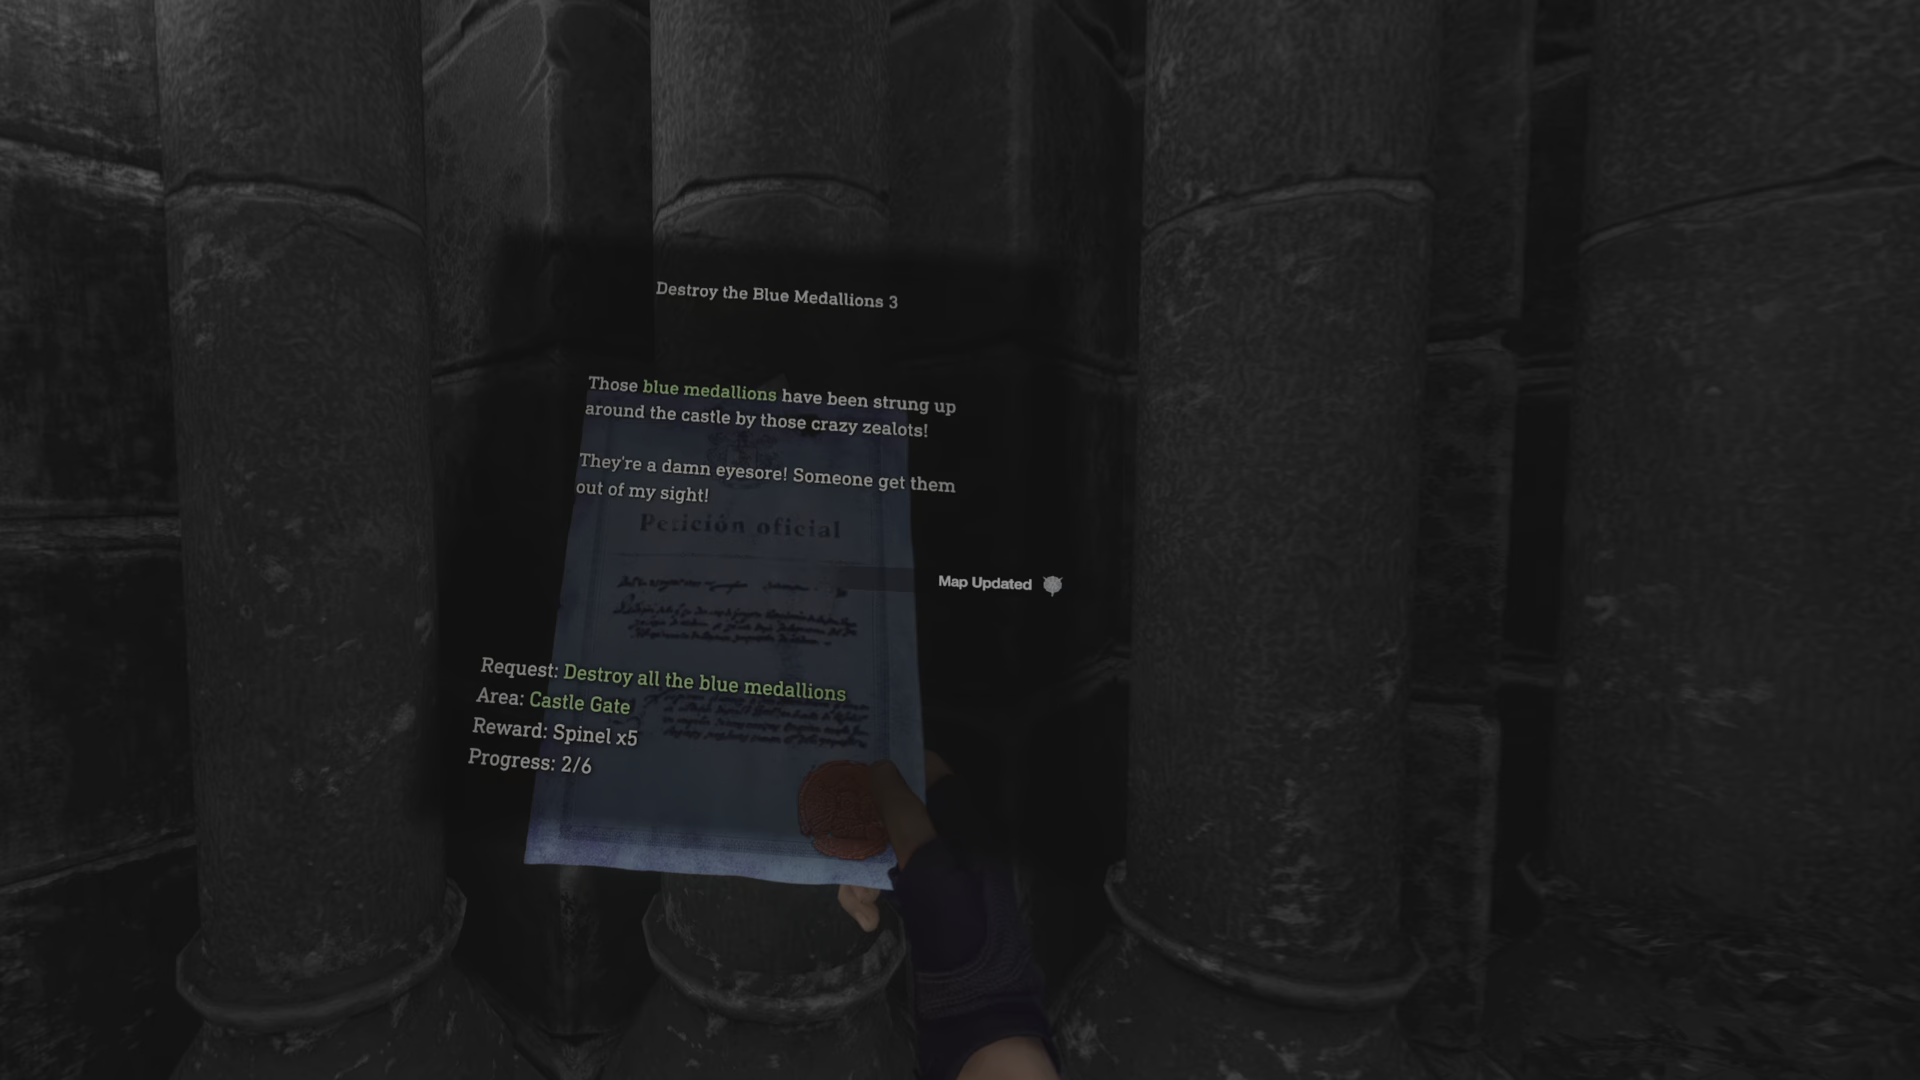 Destroy the Blue Medallions 3
Those blue medallions have been strung up
around the castle by those crazy zealots!
They're a damn eyesore! Someone get them
out of my sight!
Petición oficial
Map Updated
Request: Destroy all the blue medallions
Area: Castle Gate
Reward: Spinel x5
Progress: 2/6